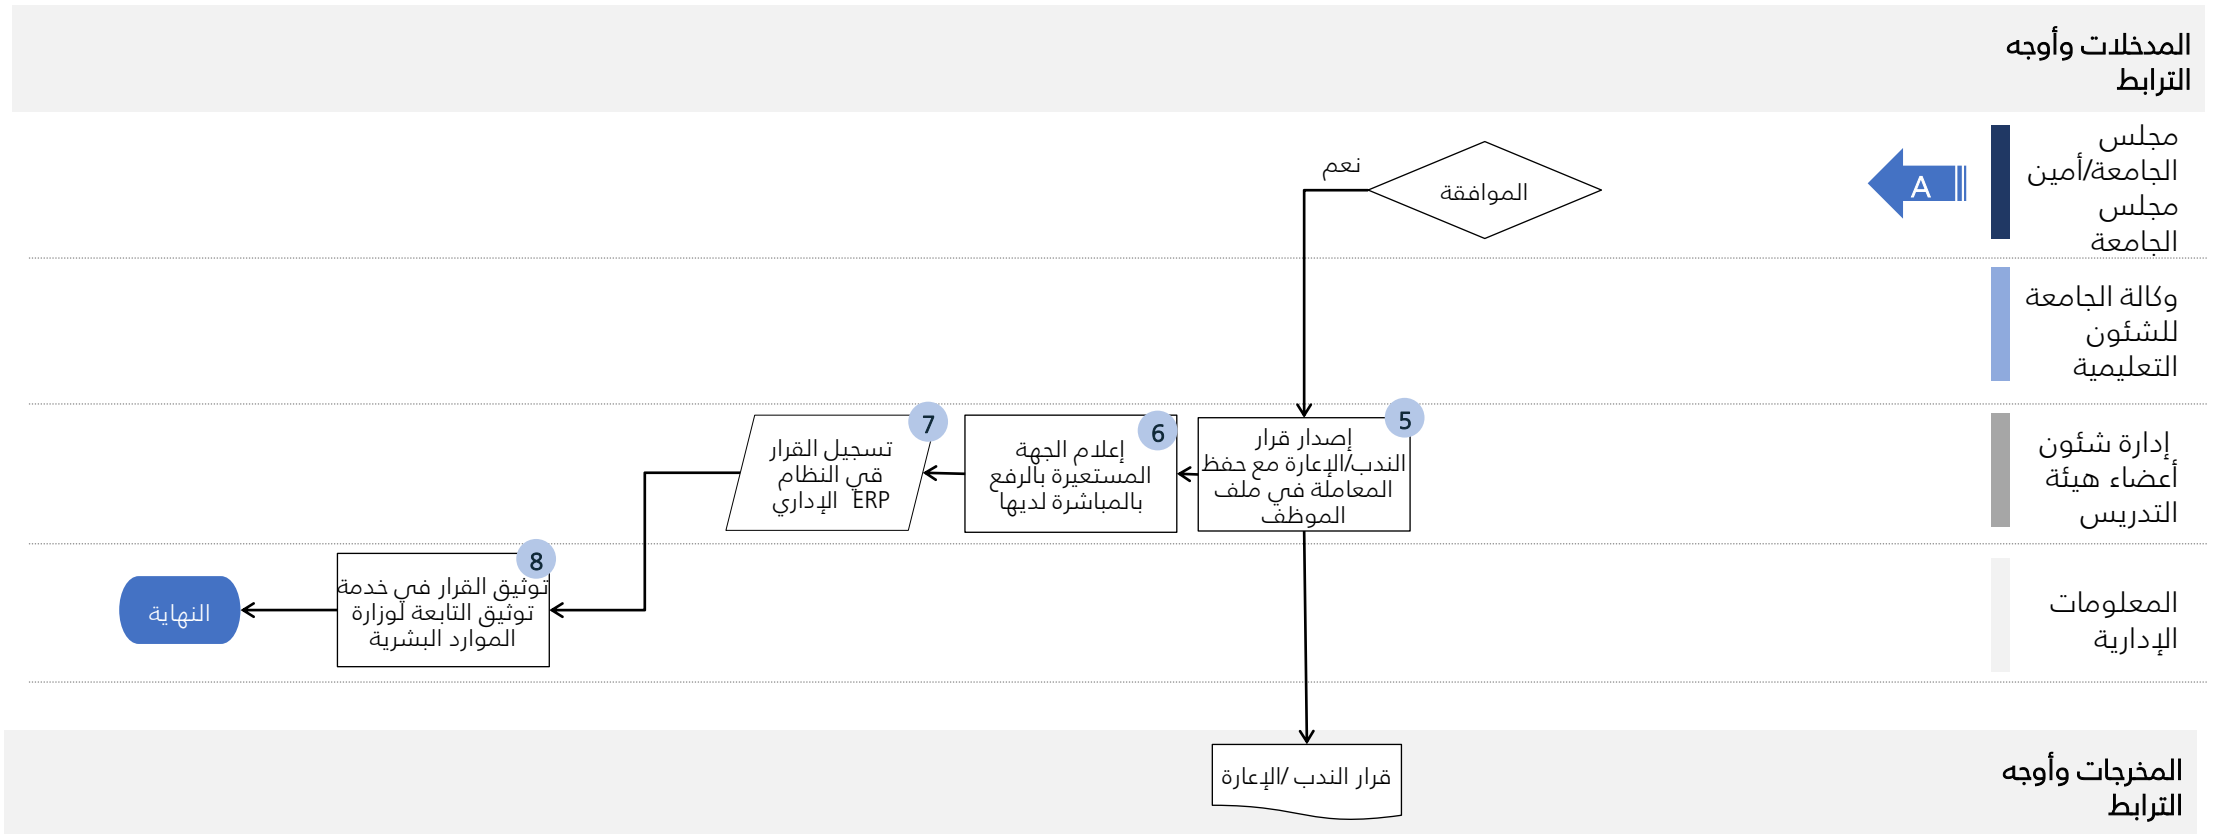 المدخلات وأوجه
الترابط
مجلس
الجامعة/أمين
مجلس
الجامعة
A
الموافقة
نعم
وكالة الجامعة
للشئون
التعليمية
إدارة شئون
أعضاء هيئة
التدريس
5
إصدار قرار
الندب/الإعارة مع حفظ
المعاملة في ملف
الموظف
6
إعلام الجهة
المستعيرة بالرفع
بالمباشرة لديها
7
تسجيل القرار
قي النظام
الإداري ERP
المعلومات
الإدارية
8
توثيق القرار في خدمة
توثيق التابعة لوزارة
الموارد البشرية
النهاية
المخرجات وأوجه
الترابط
قرار الندب /الإعارة